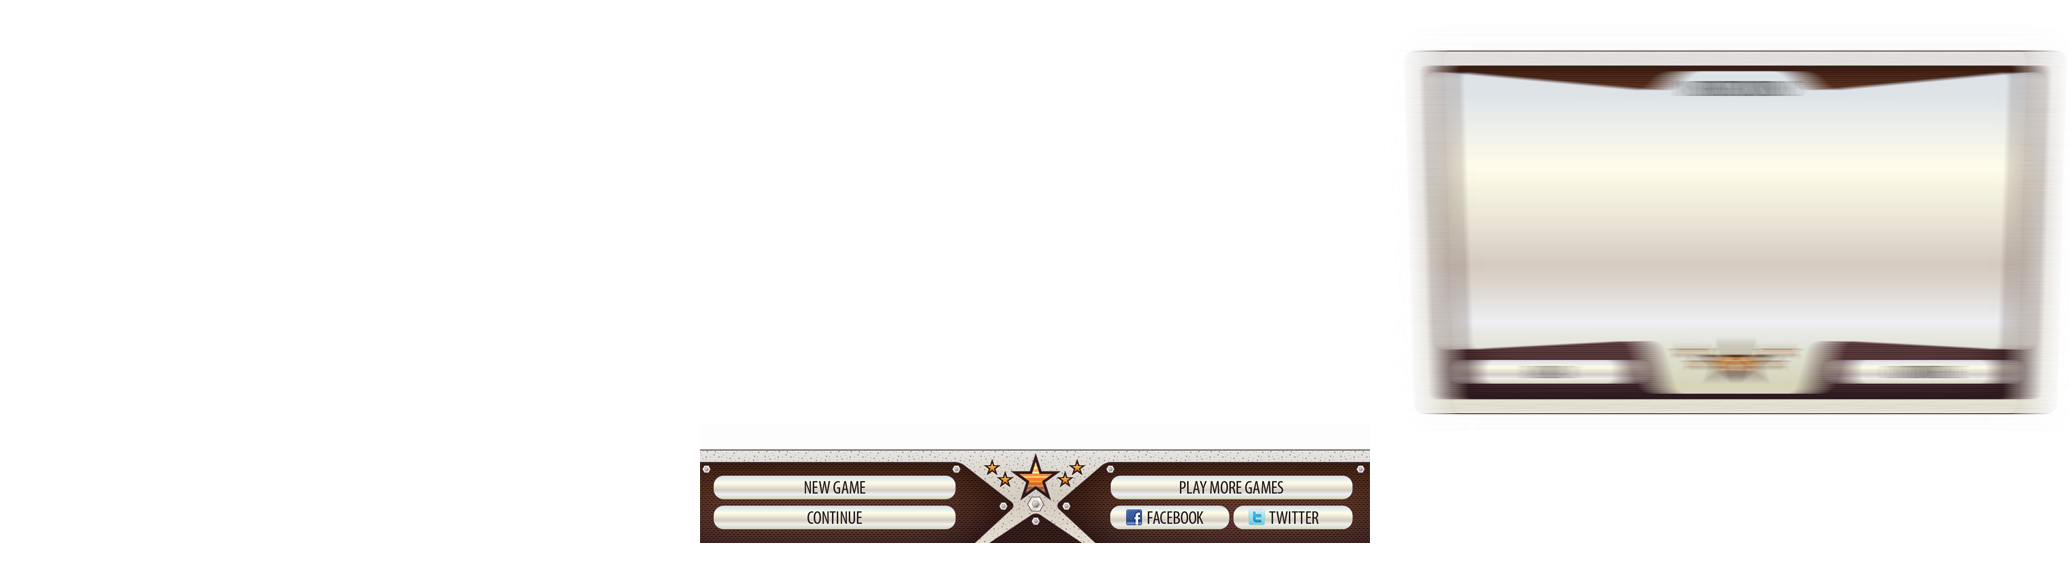 NEW GAME
CONTINUE
PLAY MORE GAMES
FACEBOOK
TWITTER